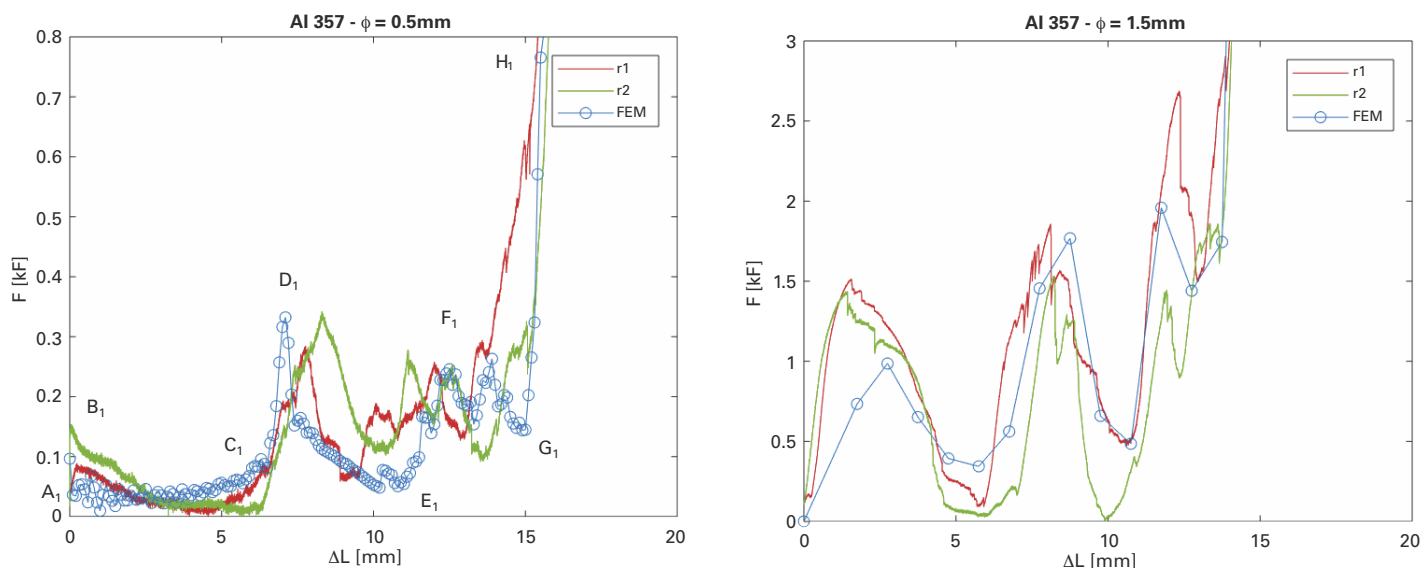 Al 357 - ϕ = 0.5mm
0.8
0.7
0.6
0.5
0.4
0.3
0.2
0.1
0
F [kF]
H₁
D₁
F₁
B₁
C₁
A₁
E₁
G₁
r1
r2
FEM
0 5 10 15 20
ΔL [mm]
Al 357 - ϕ = 1.5mm
3
2.5
2
1.5
1
0.5
0
F [kF]
r1
r2
FEM
0 5 10 15 20
ΔL [mm]